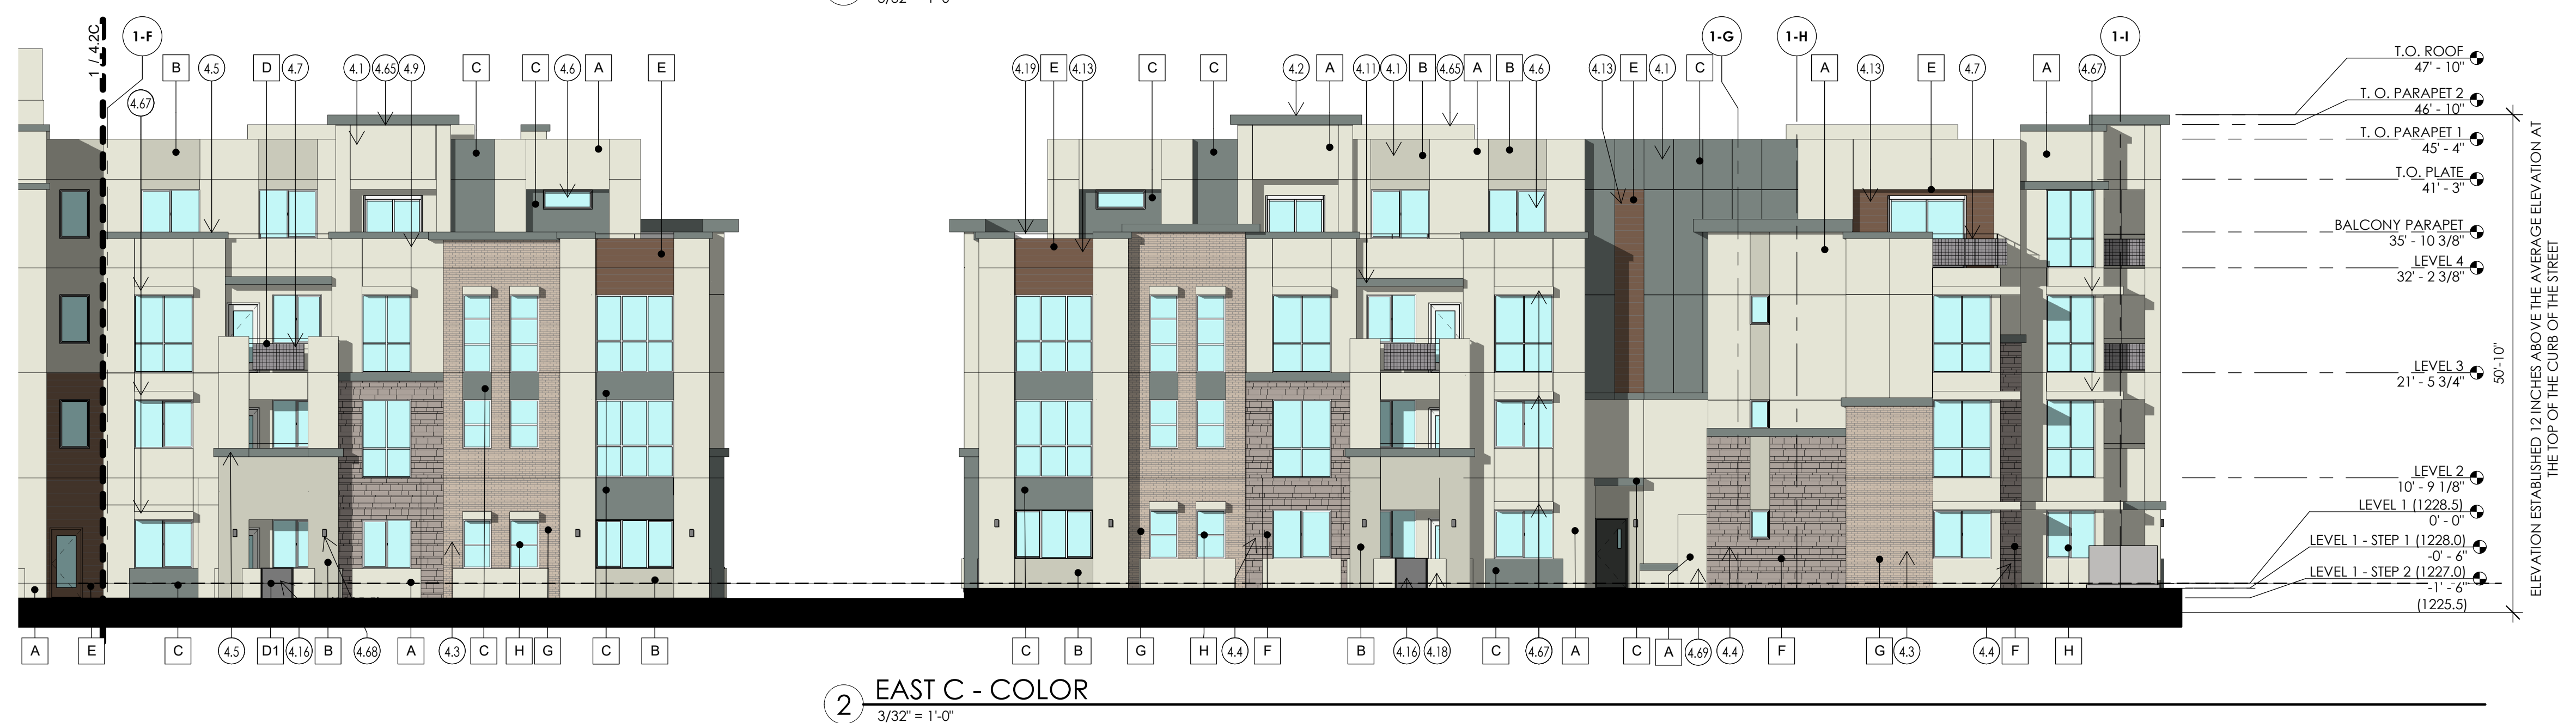 3/32" = 1'-0"
1 / 4.2C
1-F
1-G
1-H
1-I
B 4.5 D 4.7 4.1 4.65 4.9 C C 4.6 A E
4.19 E 4.13 C C 4.2 A 4.11 4.1 B 4.65 A B 4.6 4.13 E 4.1 C A 4.13 E 4.7 A 4.67
4.67
T.O. ROOF
47' - 10"
T. O. PARAPET 2
46' - 10"
T. O. PARAPET 1
45' - 4"
T.O. PLATE
41' - 3"
BALCONY PARAPET
35' - 10 3/8"
LEVEL 4
32' - 2 3/8"
LEVEL 3
21' - 5 3/4"
LEVEL 2
10' - 9 1/8"
LEVEL 1 (1228.5)
0' - 0"
LEVEL 1 - STEP 1 (1228.0)
-0' - 6"
LEVEL 1 - STEP 2 (1227.0)
-1' - 6"
(1225.5)
50'-10"
ELEVATION ESTABLISHED 12 INCHES ABOVE THE AVERAGE ELEVATION AT
THE TOP OF THE CURB OF THE STREET
A E C 4.5 D1 4.16 B 4.68 A 4.3 C H G C B
C B G H 4.4 F B 4.16 4.18 C 4.67 A C A 4.69 4.4 F G 4.3 4.4 F H
2 EAST C - COLOR
3/32" = 1'-0"